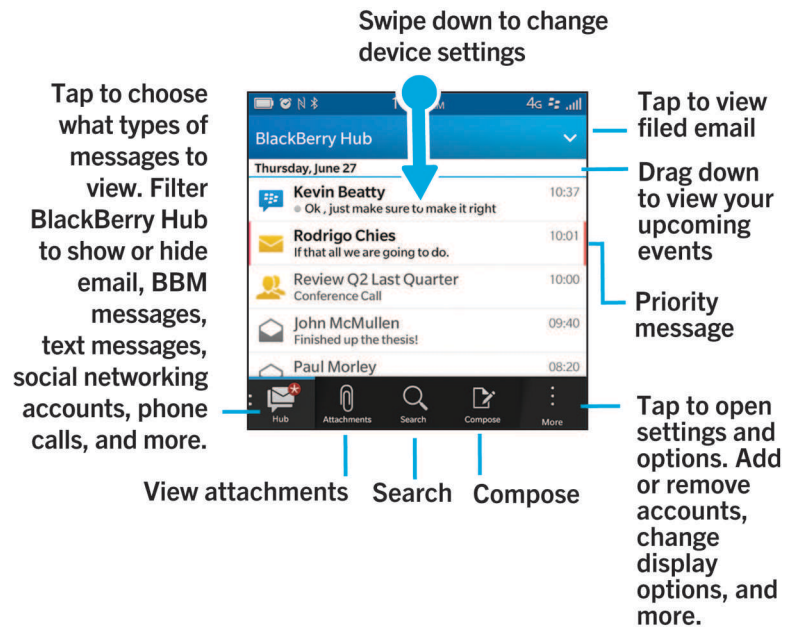 Swipe down to change
device settings
Tap to choose
what types of
messages to
view. Filter
BlackBerry Hub
to show or hide
email, BBM
messages,
text messages,
social networking
accounts, phone
calls, and more.
4G
BlackBerry Hub
Thursday, June 27
Kevin Beatty 10:37
Ok , just make sure to make it right
Rodrigo Chies 10:01
If that all we are going to do.
Review Q2 Last Quarter 10:00
Conference Call
John McMullen 09:40
Finished up the thesis!
Paul Morley 08:20
Hub Attachments Search Compose More
Tap to view
filed email
Drag down
to view your
upcoming
events
Priority
message
Tap to open
settings and
options. Add
or remove
accounts,
change
display
options, and
more.
View attachments Search Compose